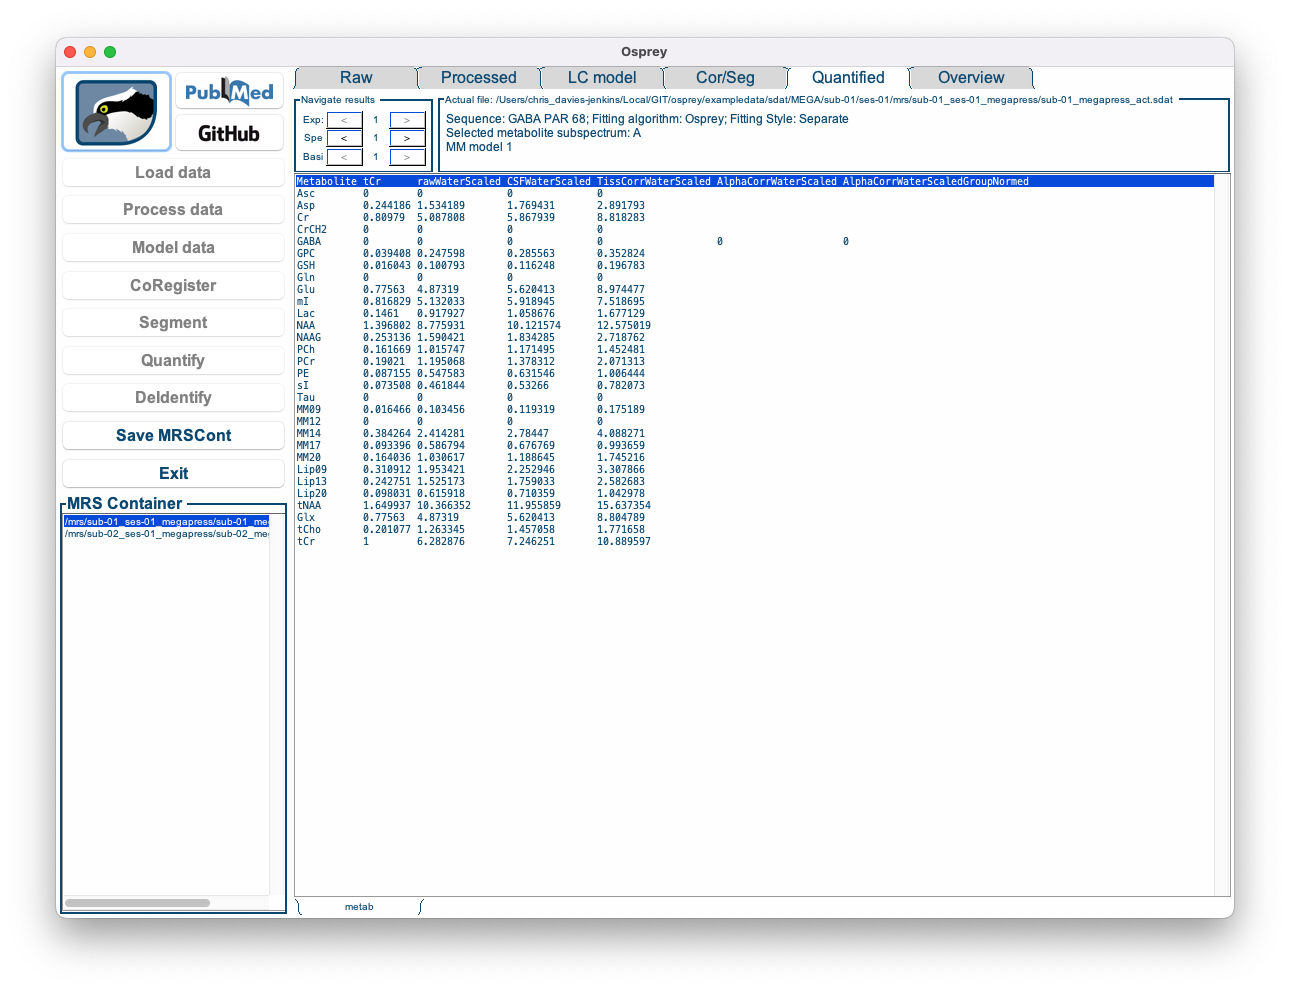 Osprey
PubMed
GitHub
Load data
Process data
Model data
CoRegister
Segment
Quantify
DeIdentify
Save MRSCont
Exit
MRS Container
/mrs/sub-01_ses-01_megapress/sub-01_me
/mrs/sub-02_ses-01_megapress/sub-02_me
Raw Processed LC model Cor/Seg Quantified Overview
Navigate results
Exp: < 1 >
Spe < 1 >
Basi < 1 >
Actual file: /Users/chris_davies-jenkins/Local/GIT/osprey/exampledata/sdat/MEGA/sub-01/ses-01/mrs/sub-01_ses-01_megapress/sub-01_megapress_act.sdat
Sequence: GABA PAR 68; Fitting algorithm: Osprey; Fitting Style: Separate
Selected metabolite subspectrum: A
MM model 1
Metabolite tCr rawWaterScaled CSFWaterScaled TissCorrWaterScaled AlphaCorrWaterScaled AlphaCorrWaterScaledGroupNormed
Asc 0 0 0 0
Asp 0.244186 1.534189 1.769431 2.891793
Cr 0.80979 5.087808 5.867939 8.818283
CrCH2 0 0 0 0
GABA 0 0 0 0 0 0
GPC 0.039408 0.247598 0.285563 0.352824
GSH 0.016043 0.100793 0.116248 0.196783
Gln 0 0 0 0
Glu 0.77563 4.87319 5.620413 8.974477
mI 0.816829 5.132033 5.918945 7.518695
Lac 0.1461 0.917927 1.058676 1.677129
NAA 1.396802 8.775931 10.121574 12.575019
NAAG 0.253136 1.590421 1.834285 2.718762
PCh 0.161669 1.015747 1.171495 1.452481
PCr 0.19021 1.195068 1.378312 2.071313
PE 0.087155 0.547583 0.631546 1.006444
sI 0.073508 0.461844 0.53266 0.782073
Tau 0 0 0 0
MM09 0.016466 0.103456 0.119319 0.175189
MM12 0 0 0 0
MM14 0.384264 2.414281 2.78447 4.088271
MM17 0.093396 0.586794 0.676769 0.993659
MM20 0.164036 1.030617 1.188645 1.745216
Lip09 0.310912 1.953421 2.252946 3.307866
Lip13 0.242751 1.525173 1.759033 2.582683
Lip20 0.098031 0.615918 0.710359 1.042978
tNAA 1.649937 10.366352 11.955859 15.637354
Glx 0.77563 4.87319 5.620413 8.804789
tCho 0.201077 1.263345 1.457058 1.771658
tCr 1 6.282876 7.246251 10.889597
metab